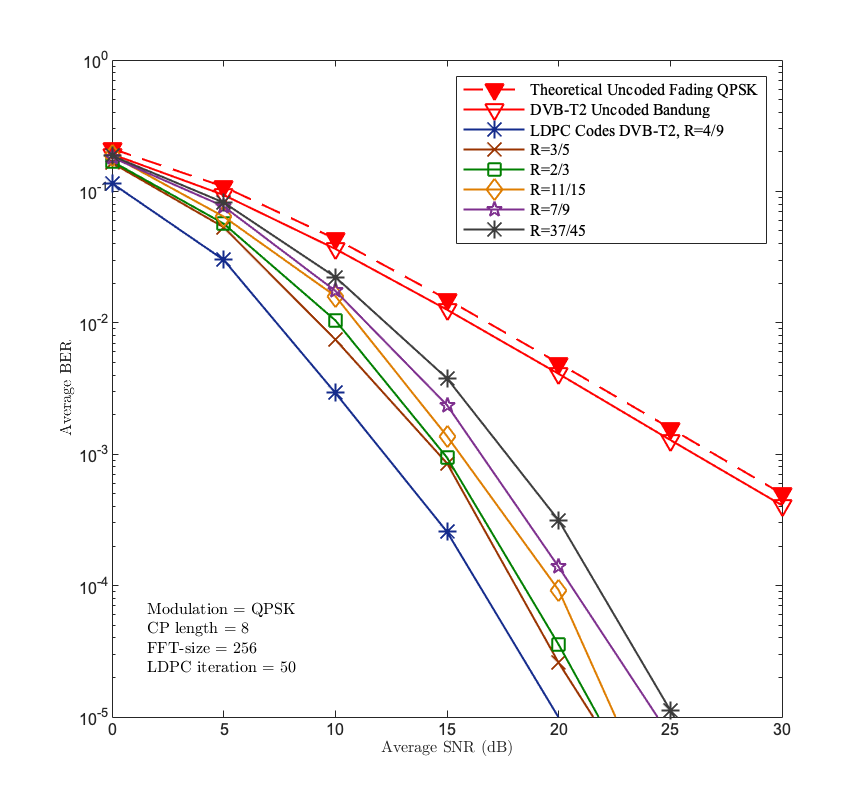 10^0
10^-1
10^-2
10^-3
10^-4
10^-5
Average BER
Theoretical Uncoded Fading QPSK
DVB-T2 Uncoded Bandung
LDPC Codes DVB-T2, R=4/9
R=3/5
R=2/3
R=11/15
R=7/9
R=37/45
Modulation = QPSK
CP length = 8
FFT-size = 256
LDPC iteration = 50
0 5 10 15 20 25 30
Average SNR (dB)